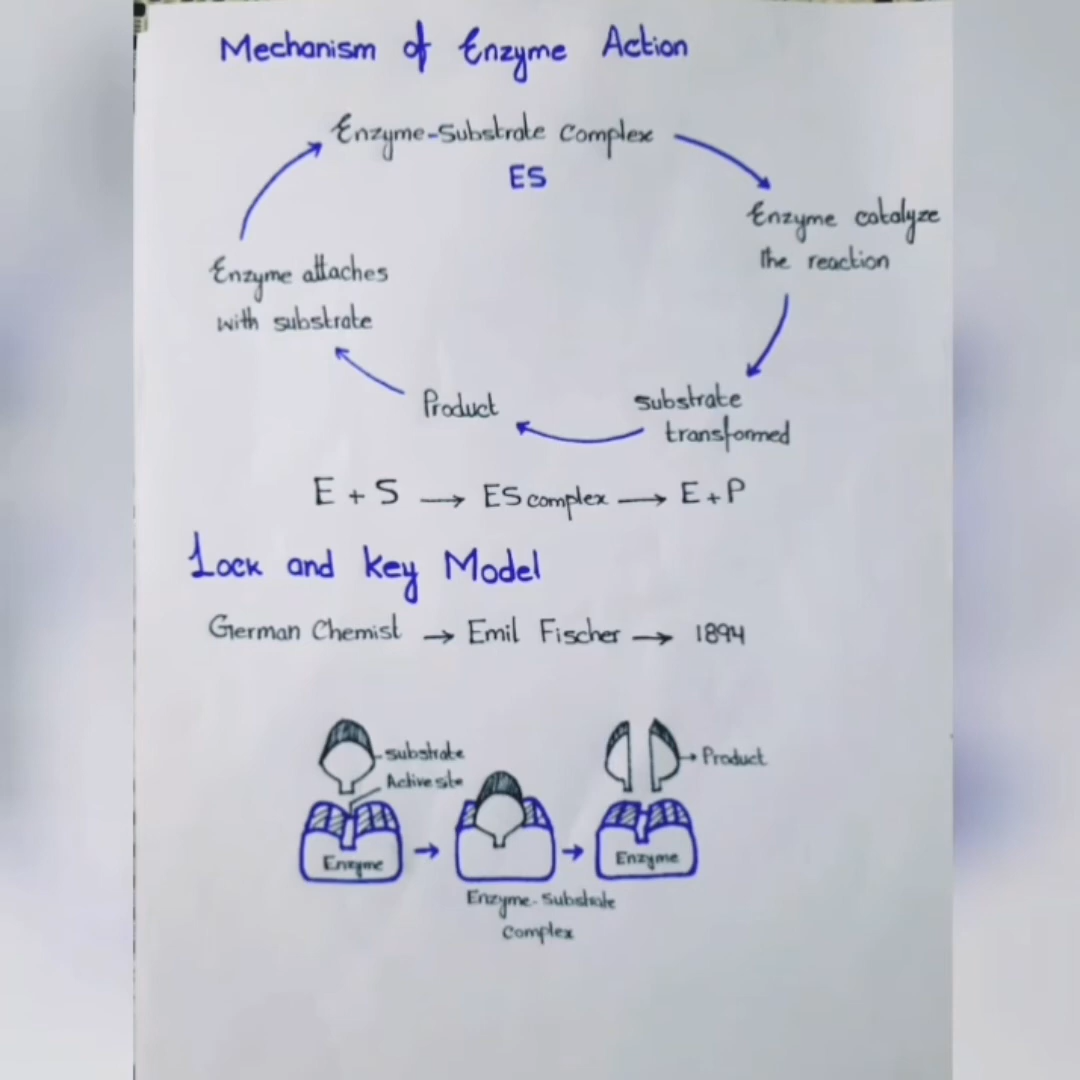 Mechanism of Enzyme Action
Enzyme-Substrate Complex
ES
Enzyme catalyze
the reaction
Enzyme attaches
with substrate
Product
substrate
transformed
E + S → ES complex → E + P
Lock and key Model
German Chemist → Emil Fischer → 1894
substrate
Active site
Product
Enzyme
Enzyme
Enzyme-Substrate
Complex